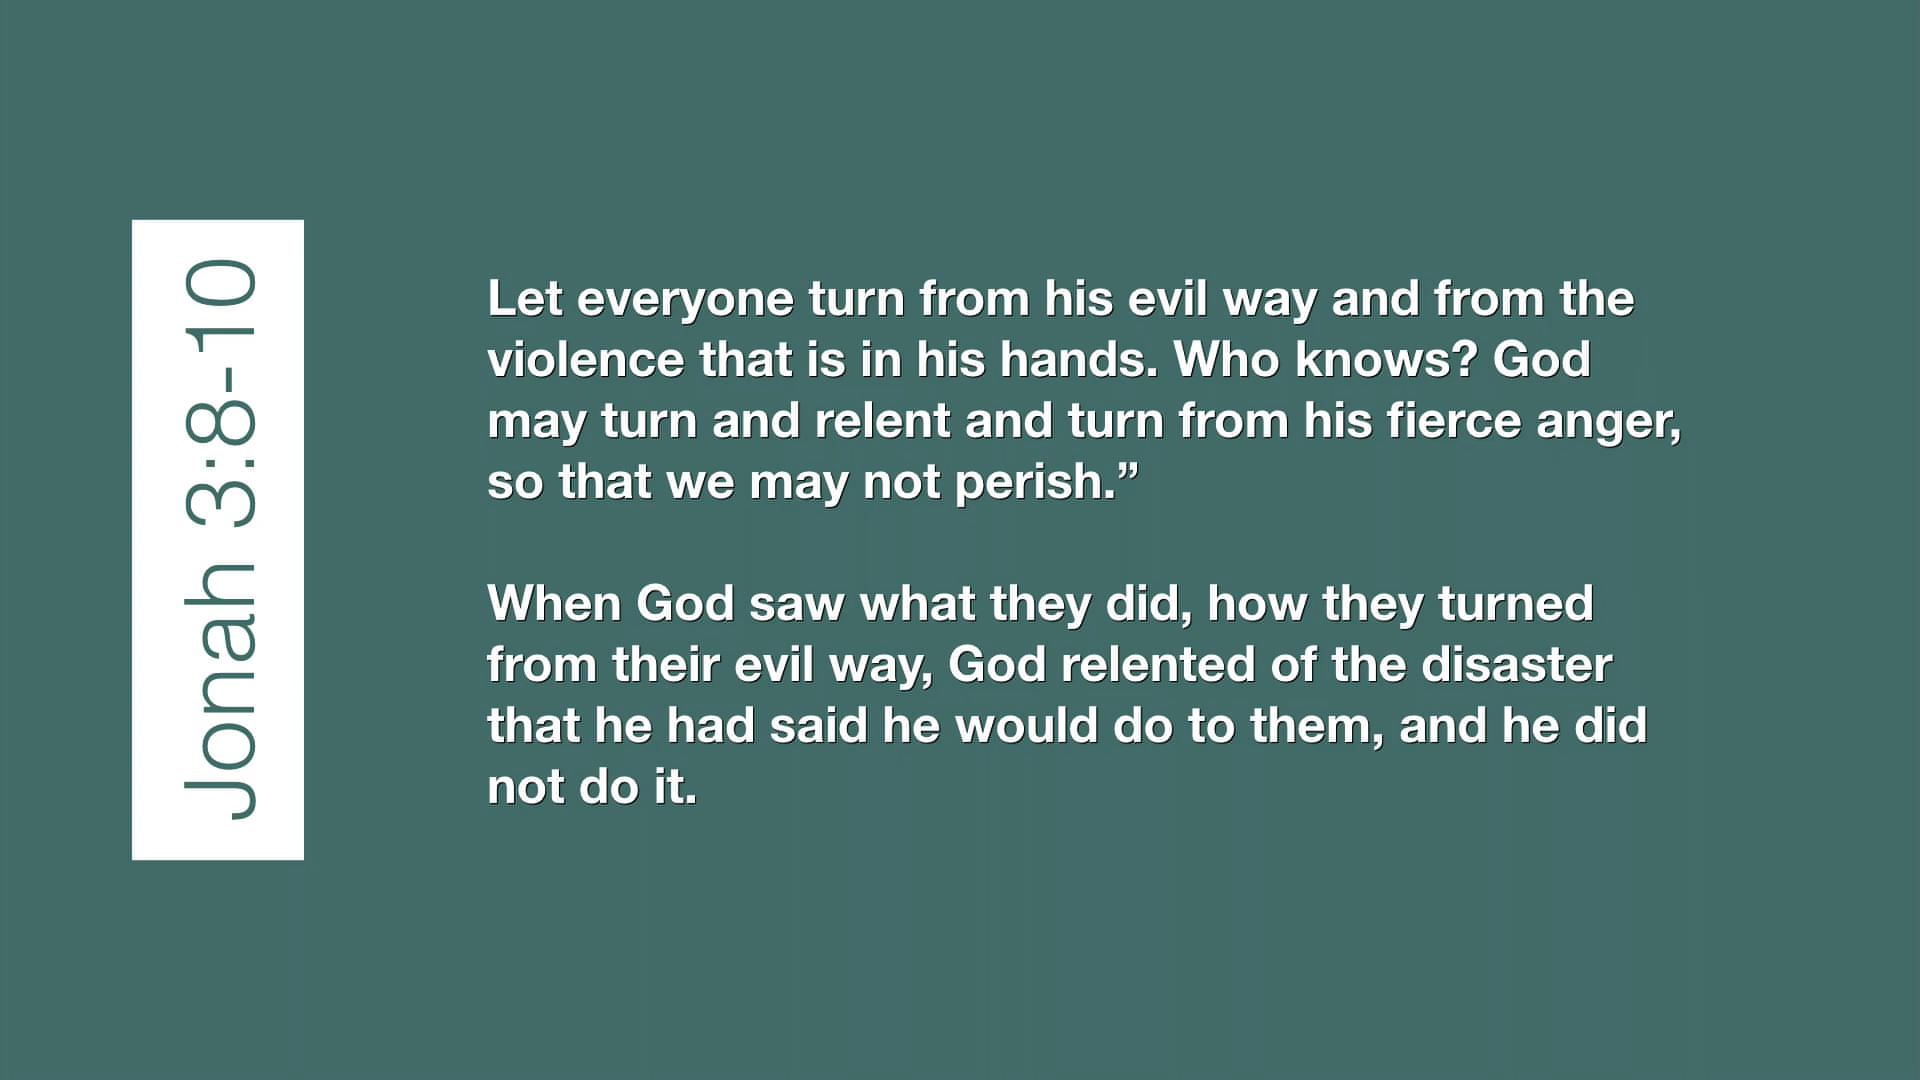 Jonah 3:8-10
Let everyone turn from his evil way and from the
violence that is in his hands. Who knows? God
may turn and relent and turn from his fierce anger,
so that we may not perish.”
When God saw what they did, how they turned
from their evil way, God relented of the disaster
that he had said he would do to them, and he did
not do it.